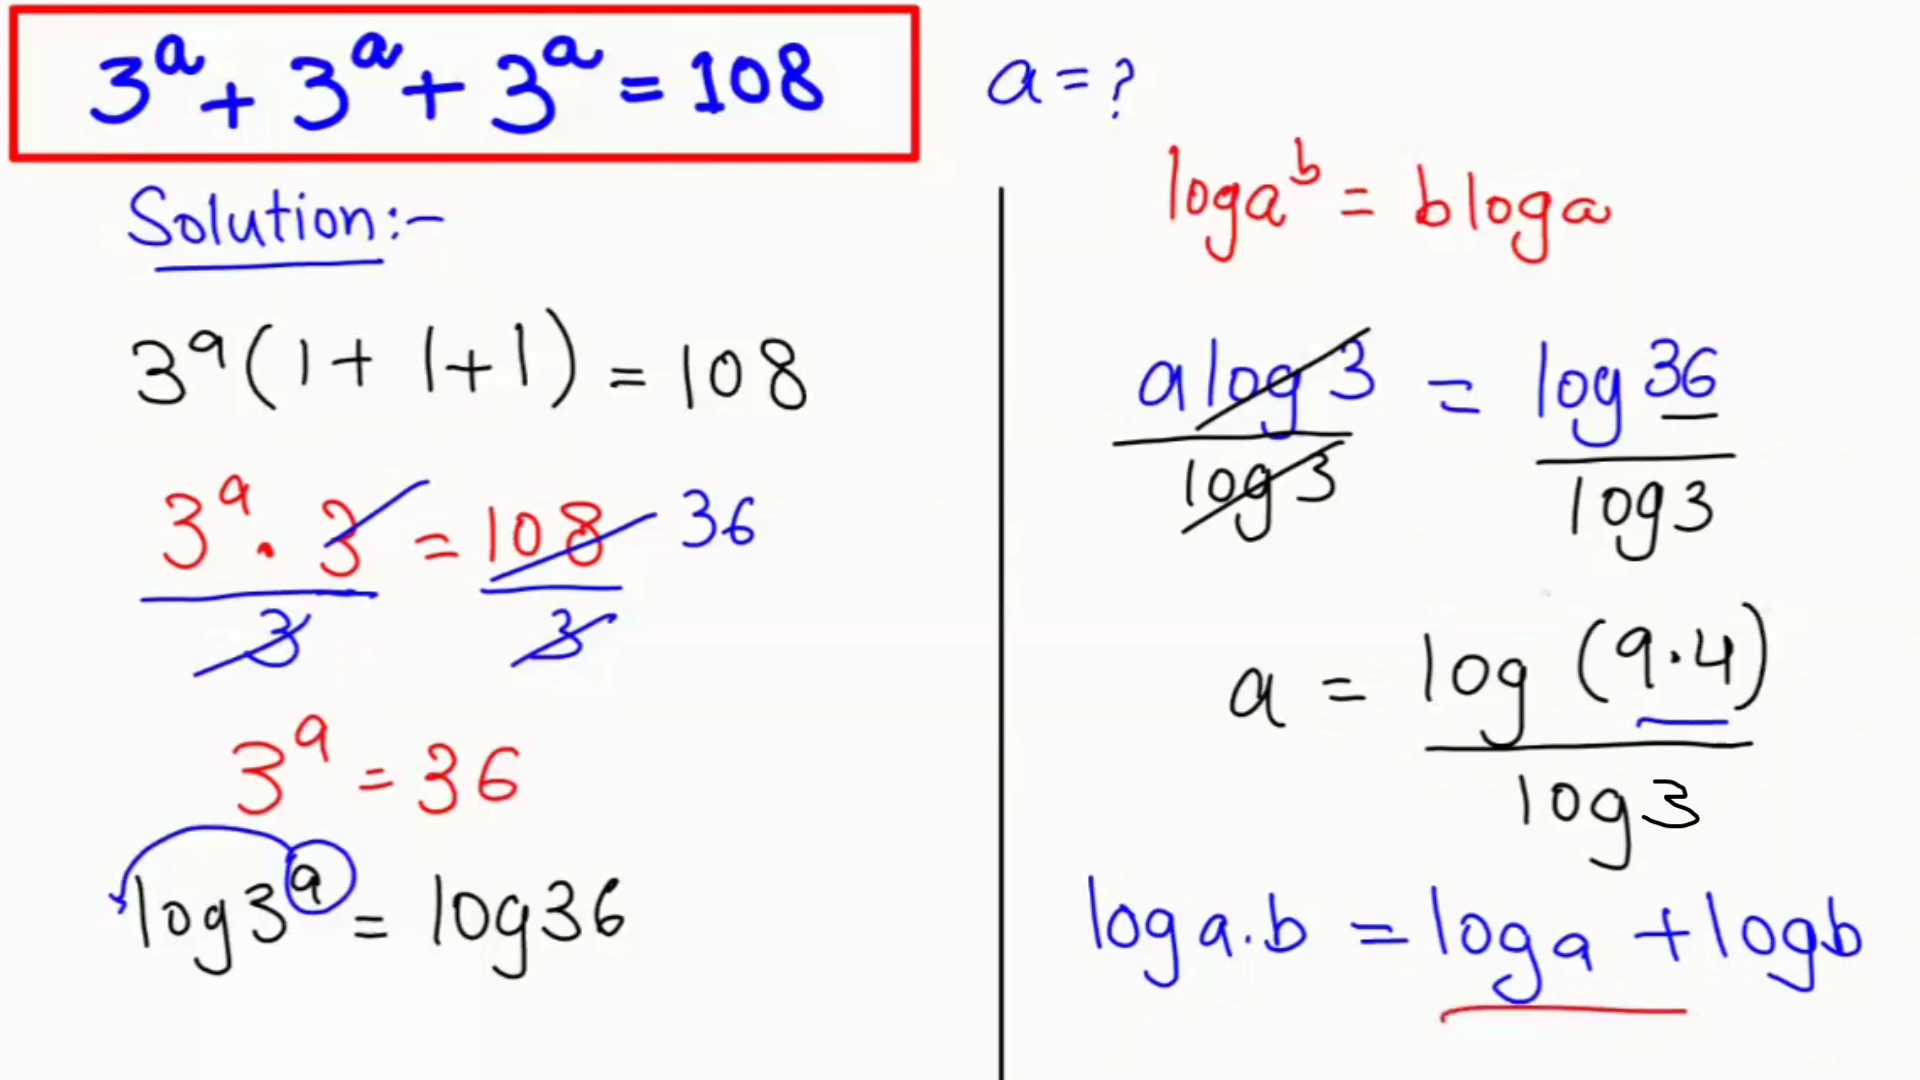 3^a + 3^a + 3^a = 108
a = ?
Solution:-
3^a (1 + 1 + 1) = 108
3^a . 3 = 108 36
3 3
3^a = 36
log 3^a = log 36
log a^b = b log a
a log 3 = log 36
log 3 log 3
a = log (9.4)
log 3
log a.b = log a + log b